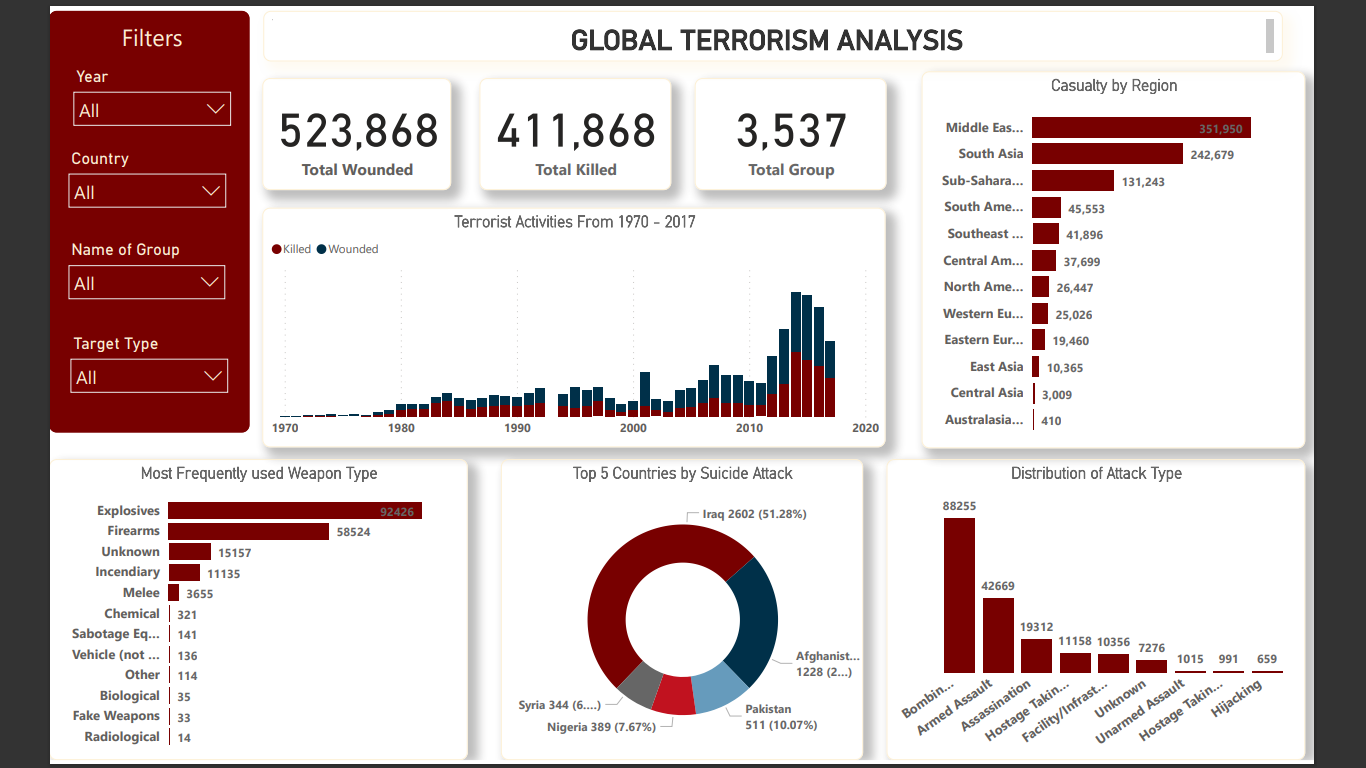 Filters
Year
All
Country
All
Name of Group
All
Target Type
All
GLOBAL TERRORISM ANALYSIS
523,868
Total Wounded
411,868
Total Killed
3,537
Total Group
Terrorist Activities From 1970 - 2017
Killed Wounded
1970 1980 1990 2000 2010 2020
Casualty by Region
Middle Eas... 351,950
South Asia 242,679
Sub-Sahara... 131,243
South Ame... 45,553
Southeast ... 41,896
Central Am... 37,699
North Ame... 26,447
Western Eu... 25,026
Eastern Eur... 19,460
East Asia 10,365
Central Asia 3,009
Australasia... 410
Most Frequently used Weapon Type
Explosives 92426
Firearms 58524
Unknown 15157
Incendiary 11135
Melee 3655
Chemical 321
Sabotage Eq... 141
Vehicle (not ... 136
Other 114
Biological 35
Fake Weapons 33
Radiological 14
Top 5 Countries by Suicide Attack
Iraq 2602 (51.28%)
Afghanist...
1228 (2...)
Pakistan
511 (10.07%)
Nigeria 389 (7.67%)
Syria 344 (6....)
Distribution of Attack Type
88255 42669 19312 11158 10356 7276 1015 991 659
Bombin... Armed Assault Assassination Hostage Takin... Facility/Infrast... Unknown Unarmed Assault Hostage Takin... Hijacking